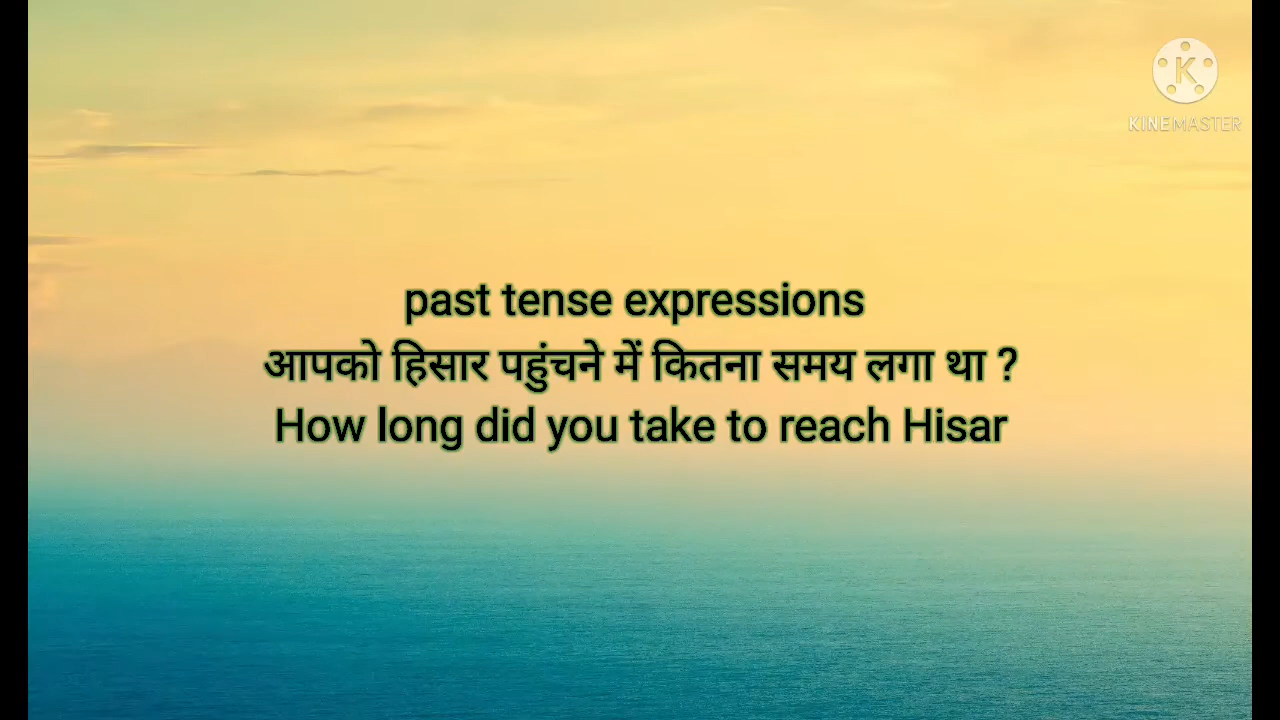 KINEMASTER
past tense expressions
आपको हिसार पहुंचने में कितना समय लगा था ?
How long did you take to reach Hisar